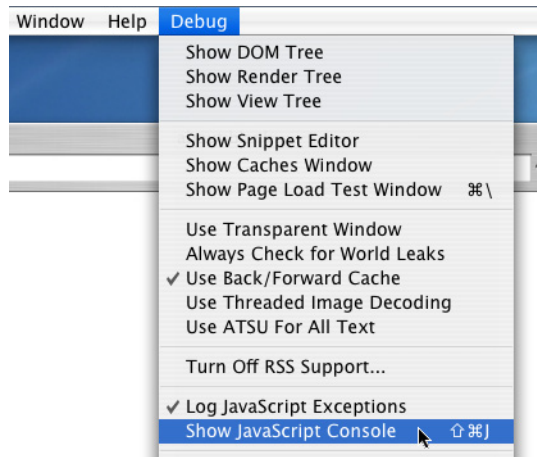 Window Help Debug
Show DOM Tree
Show Render Tree
Show View Tree
Show Snippet Editor
Show Caches Window
Show Page Load Test Window ⌘\
Use Transparent Window
Always Check for World Leaks
✓ Use Back/Forward Cache
Use Threaded Image Decoding
Use ATSU For All Text
Turn Off RSS Support...
✓ Log JavaScript Exceptions
Show JavaScript Console ⇧⌘J